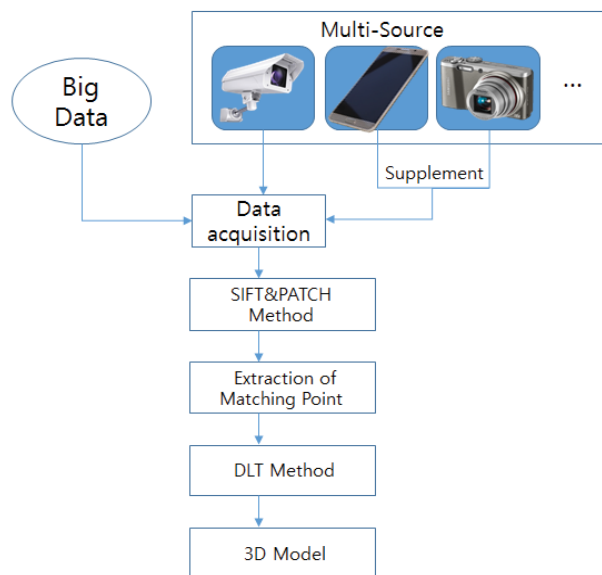 Multi-Source
Big
Data
...
Supplement
Data
acquisition
SIFT&PATCH
Method
Extraction of
Matching Point
DLT Method
3D Model